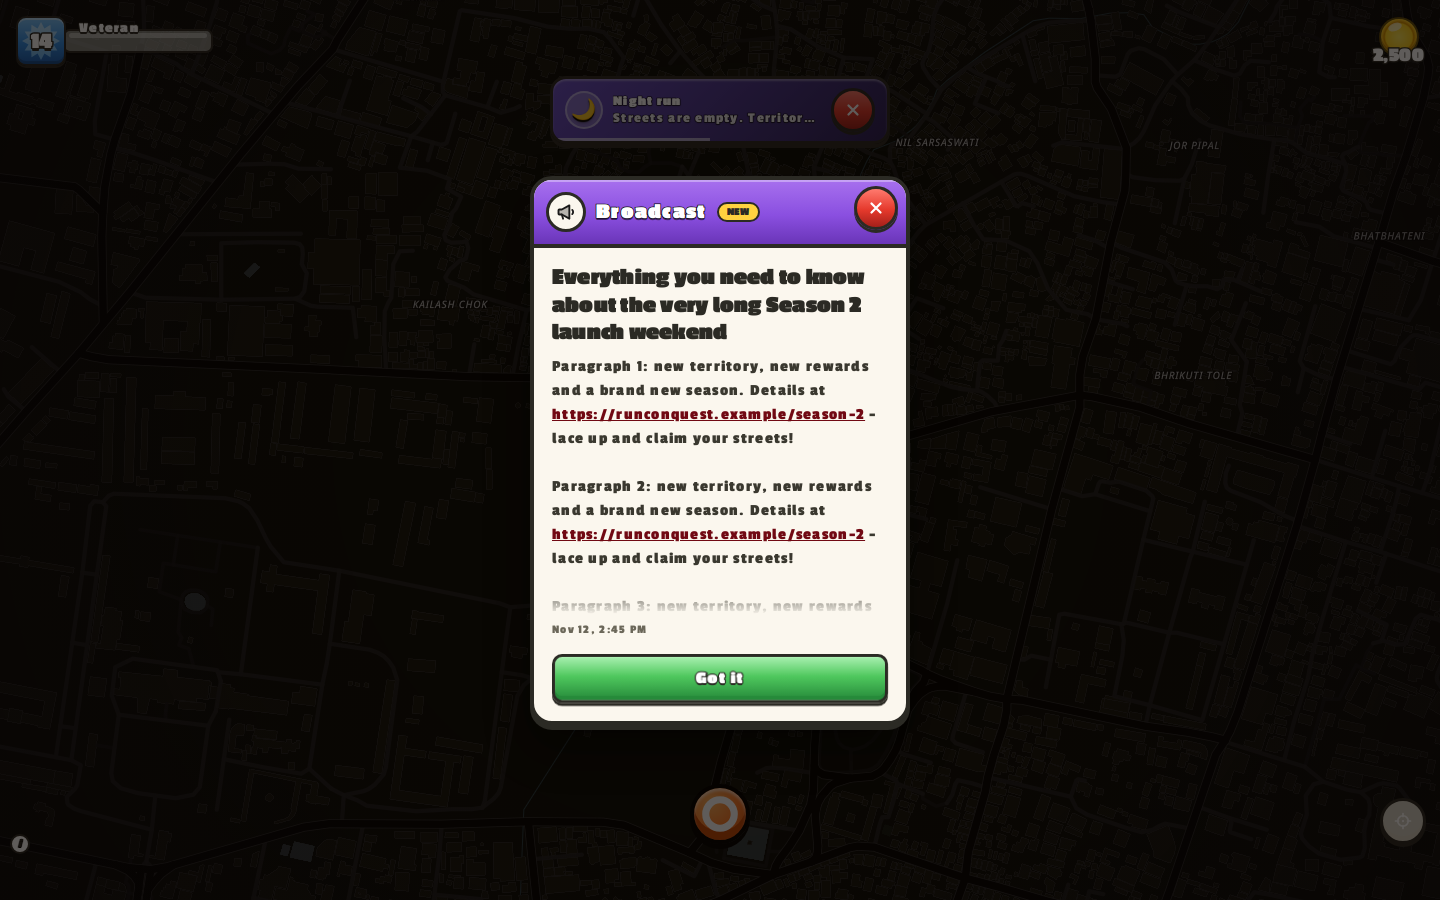 14
Veteran
2,500
Night run
Streets are empty. Territor...
NIL SARSASWATI
JOR PIPAL
BHATBHATENI
KAILASH CHOK
BHRIKUTI TOLE
Broadcast
NEW
Everything you need to know
about the very long Season 2
launch weekend
Paragraph 1: new territory, new rewards
and a brand new season. Details at
https://runconquest.example/season-2 -
lace up and claim your streets!
Paragraph 2: new territory, new rewards
and a brand new season. Details at
https://runconquest.example/season-2 -
lace up and claim your streets!
Paragraph 3: new territory, new rewards
Nov 12, 2:45 PM
Got it